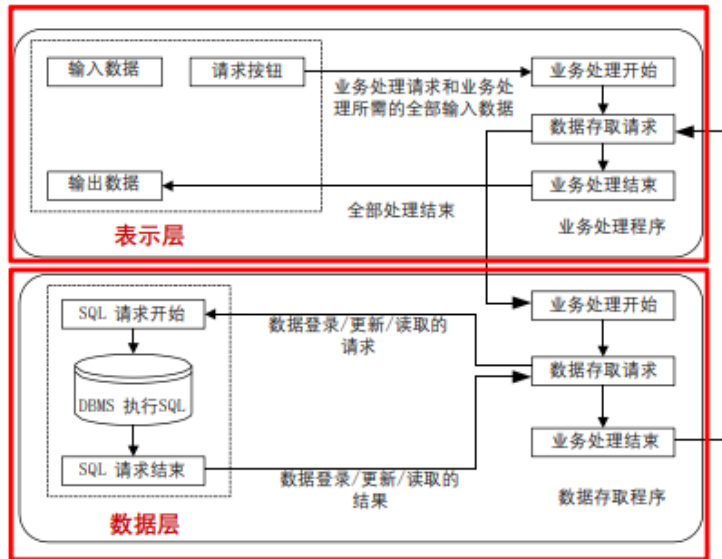 输入数据
请求按钮
业务处理请求和业务处
理所需的全部输入数据
业务处理开始
数据存取请求
输出数据
业务处理结束
全部处理结束
表示层
业务处理程序
SQL 请求开始
数据登录/更新/读取的
请求
业务处理开始
数据存取请求
DBMS 执行SQL
业务处理结束
SQL 请求结束
数据登录/更新/读取的
结果
数据存取程序
数据层